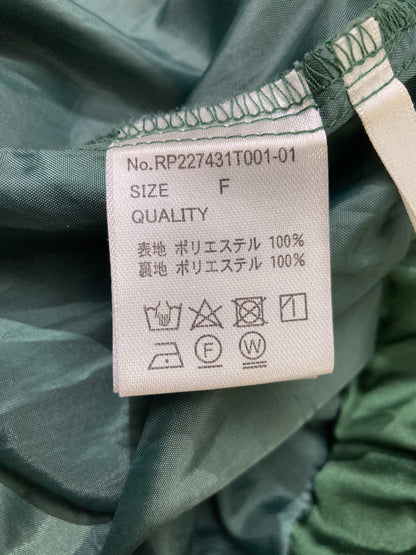 No.RP227431T001-01
SIZE F
QUALITY
表地 ポリエステル 100%
裏地 ポリエステル 100%
F W